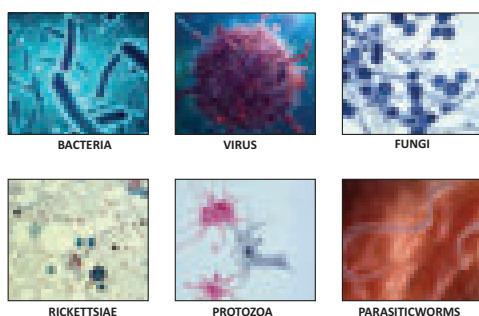 BACTERIA
VIRUS
FUNGI
RICKETTSIAE
PROTOZOA
PARASITICWORMS